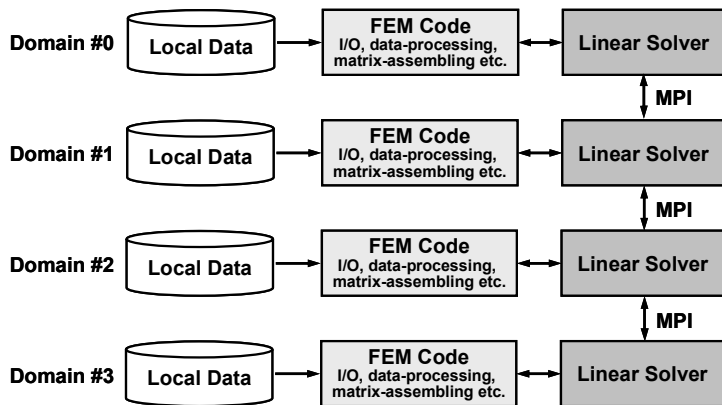 Domain #0
Local Data
FEM Code
I/O, data-processing,
matrix-assembling etc.
Linear Solver
MPI
Domain #1
Local Data
FEM Code
I/O, data-processing,
matrix-assembling etc.
Linear Solver
MPI
Domain #2
Local Data
FEM Code
I/O, data-processing,
matrix-assembling etc.
Linear Solver
MPI
Domain #3
Local Data
FEM Code
I/O, data-processing,
matrix-assembling etc.
Linear Solver